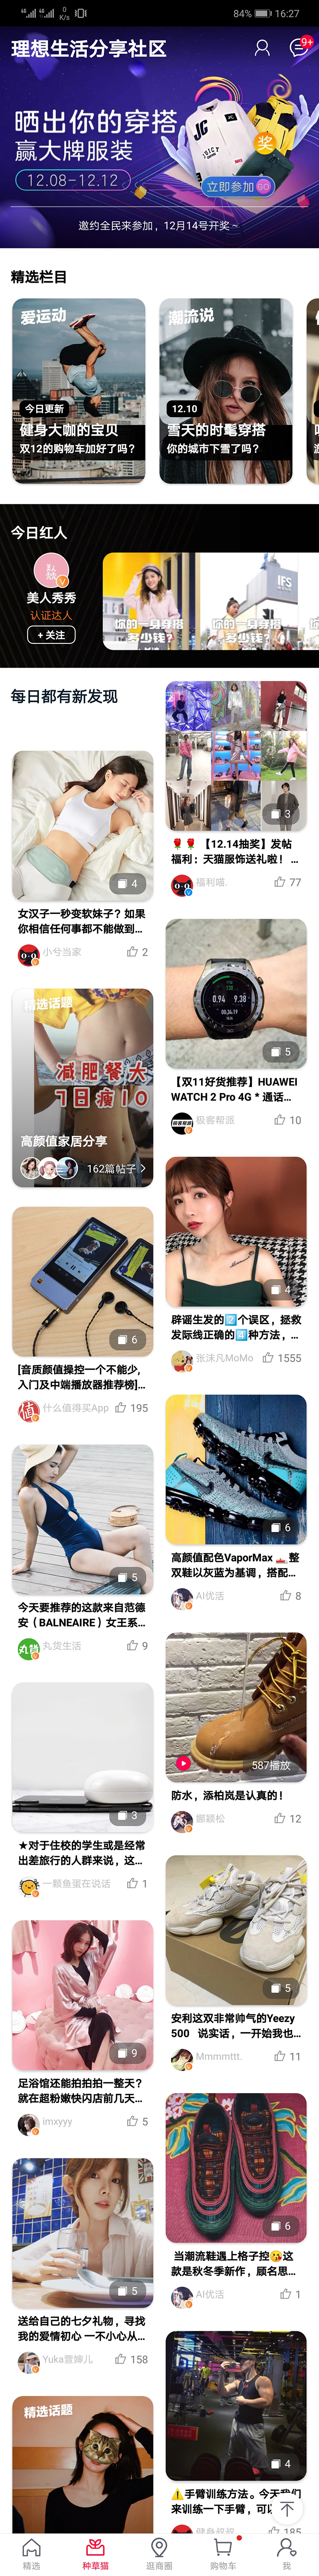 84% 16:27
0
K/s
理想生活分享社区
9+
晒出你的穿搭
赢大牌服装
奖
12.08–12.12
立即参加 GO
邀约全民来参加，12月14号开奖～
精选栏目
爱运动
今日更新
健身大咖的宝贝
双12的购物车加好了吗？
潮流说
12.10
雪天的时髦穿搭
你的城市下雪了吗？
今日红人
美人秀秀
认证达人
+ 关注
你的一身穿搭
多少钱？
IFS
你的一身穿搭
多少钱？
每日都有新发现
4
女汉子一秒变软妹子？如果
你相信任何事都不能做到...
小兮当家
2
精选话题
减肥餐大
7日瘦10
高颜值家居分享
162篇帖子
6
[音质颜值操控一个不能少,
入门及中端播放器推荐榜]...
什么值得买App
195
5
今天要推荐的这款来自范德
安（BALNEAIRE）女王系...
丸货
丸货生活
9
3
★对于住校的学生或是经常
出差旅行的人群来说，这...
一颗鱼蛋在说话
1
9
足浴馆还能拍拍拍一整天？
就在超粉嫩快闪店前几天...
imxyyy
5
5
送给自己的七夕礼物，寻找
我的爱情初心 一不小心从...
Yuka萱婶儿
158
精选话题
3
🌹🌹 【12.14抽奖】发帖
福利：天猫服饰送礼啦！ ...
福利喵.
77
0.94 9.38
00:34:19
5
【双11好货推荐】HUAWEI
WATCH 2 Pro 4G * 通话...
极客帮派
10
4
辟谣生发的7️⃣个误区，拯救
发际线正确的4️⃣种方法，...
张沫凡MoMo
1555
6
高颜值配色VaporMax 👟整
双鞋以灰蓝为基调，搭配...
AI优活
8
587播放
防水，添柏岚是认真的！
12
5
安利这双非常帅气的Yeezy
500 说实话，一开始我也...
Mmmmttt.
11
6
当潮流鞋遇上格子控😘这
款是秋冬季新作，顾名思...
AI优活
1
4
⚠️手臂训练方法。今天我们
来训练一下手臂，可
健身叔叔
185
精选
种草猫
逛商圈
购物车
我